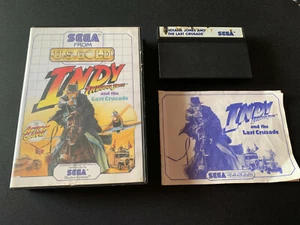 SEGA
FROM
U.S. GOLD
INDY
and the
Last Crusade
SEGA
INDIANA JONES AND
THE LAST CRUSADE
SEGA
INDY
and the
Last Crusade
SEGA